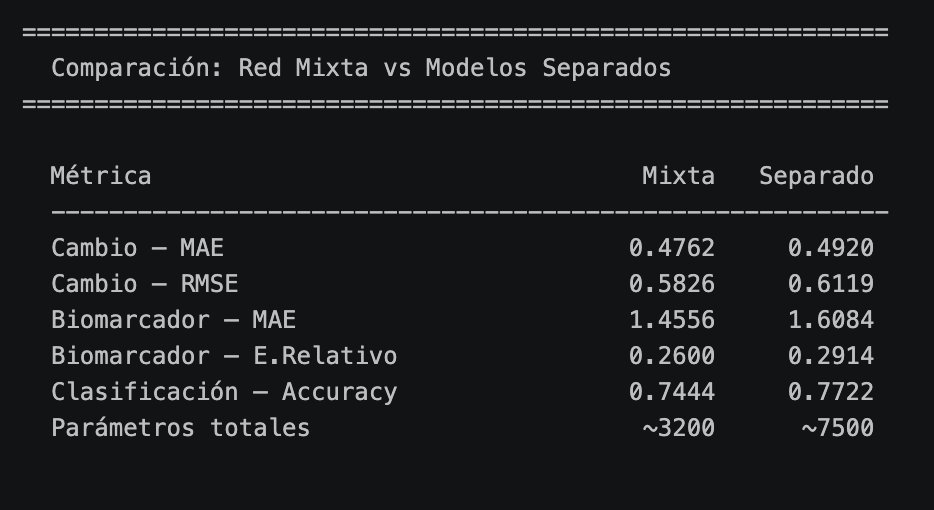 ============================================================
Comparación: Red Mixta vs Modelos Separados
============================================================
Métrica Mixta Separado
----------------------------------------------------------
Cambio — MAE 0.4762 0.4920
Cambio — RMSE 0.5826 0.6119
Biomarcador — MAE 1.4556 1.6084
Biomarcador — E.Relativo 0.2600 0.2914
Clasificación — Accuracy 0.7444 0.7722
Parámetros totales ~3200 ~7500